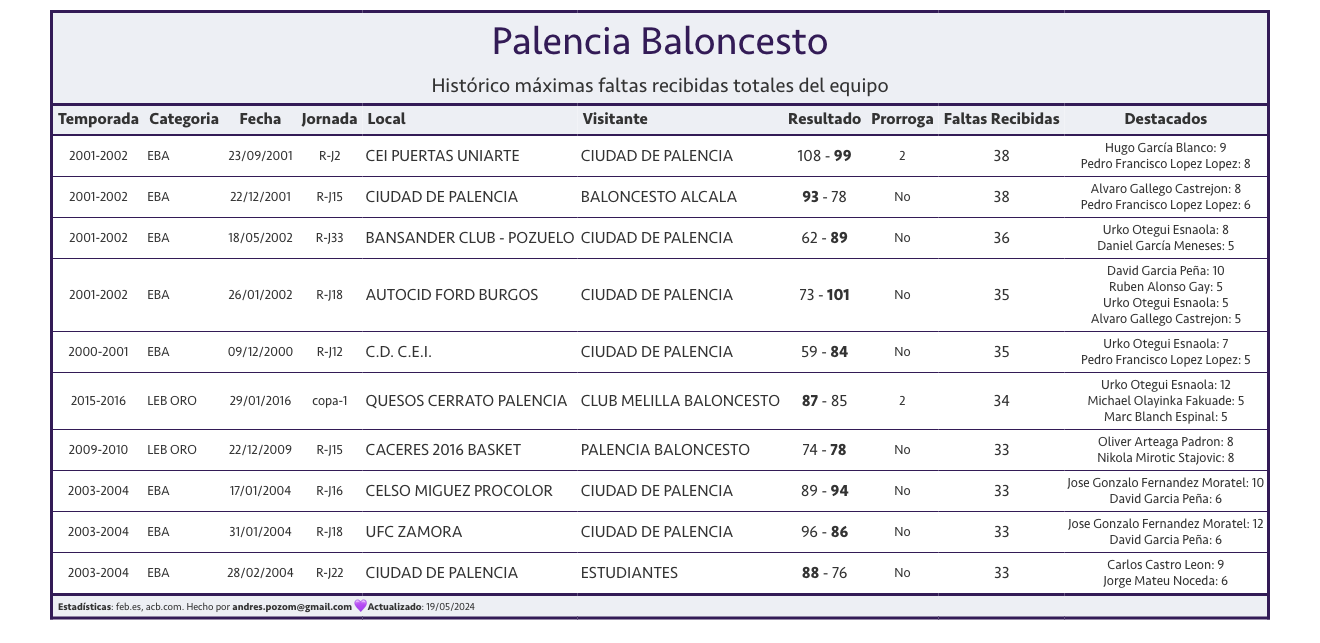 Palencia Baloncesto
Histórico máximas faltas recibidas totales del equipo
Temporada Categoria Fecha Jornada Local Visitante Resultado Prorroga Faltas Recibidas Destacados
2001-2002 EBA 23/09/2001 R-J2 CEI PUERTAS UNIARTE CIUDAD DE PALENCIA 108 - 99 2 38 Hugo García Blanco: 9
Pedro Francisco Lopez Lopez: 8
2001-2002 EBA 22/12/2001 R-J15 CIUDAD DE PALENCIA BALONCESTO ALCALA 93 - 78 No 38 Alvaro Gallego Castrejon: 8
Pedro Francisco Lopez Lopez: 6
2001-2002 EBA 18/05/2002 R-J33 BANSANDER CLUB - POZUELO CIUDAD DE PALENCIA 62 - 89 No 36 Urko Otegui Esnaola: 8
Daniel García Meneses: 5
2001-2002 EBA 26/01/2002 R-J18 AUTOCID FORD BURGOS CIUDAD DE PALENCIA 73 - 101 No 35 David Garcia Peña: 10
Ruben Alonso Gay: 5
Urko Otegui Esnaola: 5
Alvaro Gallego Castrejon: 5
2000-2001 EBA 09/12/2000 R-J12 C.D. C.E.I. CIUDAD DE PALENCIA 59 - 84 No 35 Urko Otegui Esnaola: 7
Pedro Francisco Lopez Lopez: 5
2015-2016 LEB ORO 29/01/2016 copa-1 QUESOS CERRATO PALENCIA CLUB MELILLA BALONCESTO 87 - 85 2 34 Urko Otegui Esnaola: 12
Michael Olayinka Fakuade: 5
Marc Blanch Espinal: 5
2009-2010 LEB ORO 22/12/2009 R-J15 CACERES 2016 BASKET PALENCIA BALONCESTO 74 - 78 No 33 Oliver Arteaga Padron: 8
Nikola Mirotic Stajovic: 8
2003-2004 EBA 17/01/2004 R-J16 CELSO MIGUEZ PROCOLOR CIUDAD DE PALENCIA 89 - 94 No 33 Jose Gonzalo Fernandez Moratel: 10
David Garcia Peña: 6
2003-2004 EBA 31/01/2004 R-J18 UFC ZAMORA CIUDAD DE PALENCIA 96 - 86 No 33 Jose Gonzalo Fernandez Moratel: 12
David Garcia Peña: 6
2003-2004 EBA 28/02/2004 R-J22 CIUDAD DE PALENCIA ESTUDIANTES 88 - 76 No 33 Carlos Castro Leon: 9
Jorge Mateu Noceda: 6
Estadísticas: feb.es, acb.com. Hecho por andres.pozom@gmail.com 💜Actualizado: 19/05/2024